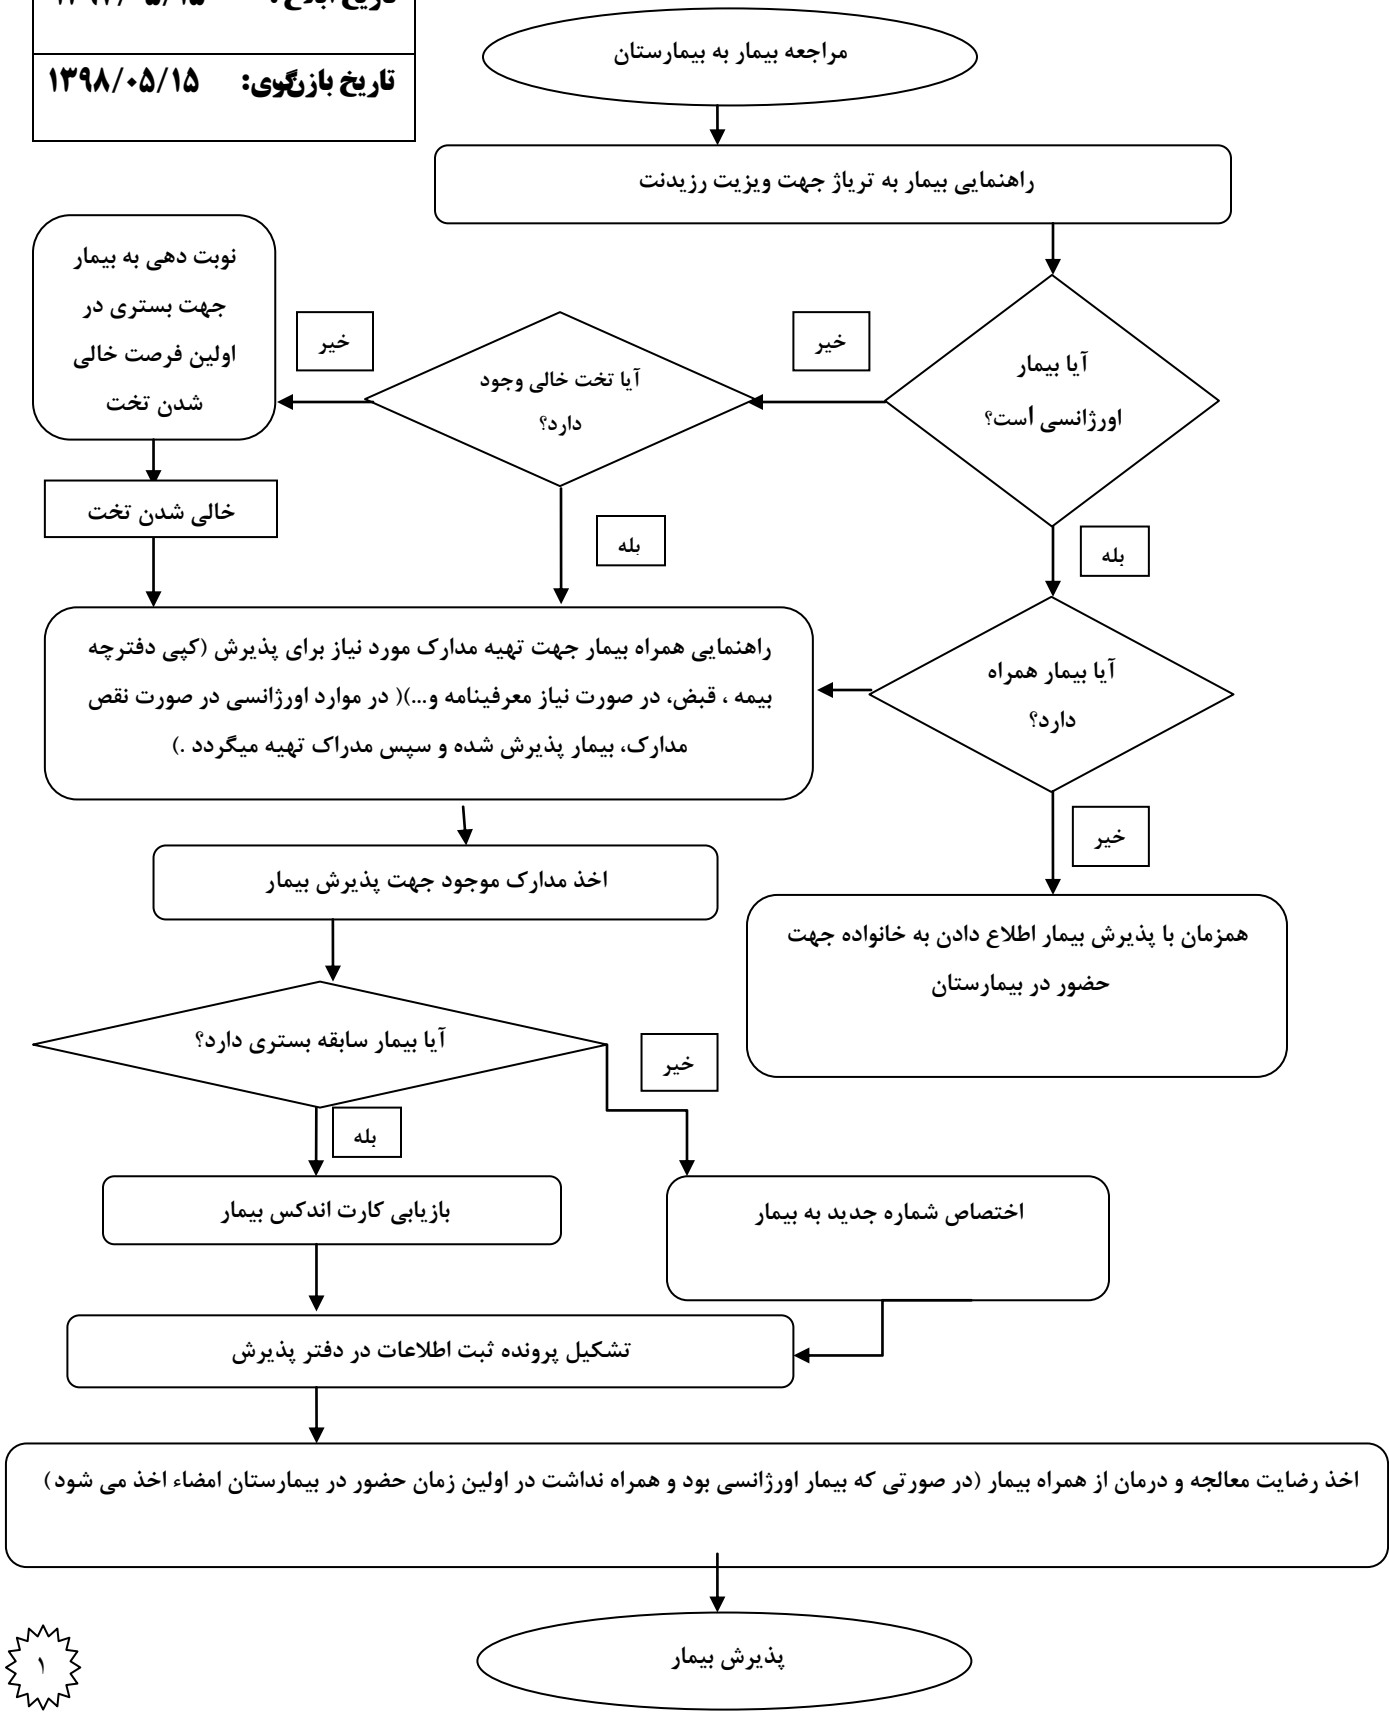 تاریخ بازنگوی: ۱۳۹۸/۰۵/۱۵
مراجعه بیمار به بیمارستان
راهنمایی بیمار به تریاژ جهت ویزیت رزیدنت
آیا بیمار
اورژانسی است؟
خیر
آیا تخت خالی وجود
دارد؟
خیر
نوبت دهی به بیمار
جهت بستری در
اولین فرصت خالی
شدن تخت
خالی شدن تخت
بله
بله
آیا بیمار همراه
دارد؟
راهنمایی همراه بیمار جهت تهیه مدارک مورد نیاز برای پذیرش (کپی دفترچه
بیمه ، قبض، در صورت نیاز معرفینامه و...)( در موارد اورژانسی در صورت نقص
مدارک، بیمار پذیرش شده و سپس مدراک تهیه میگردد .)
خیر
همزمان با پذیرش بیمار اطلاع دادن به خانواده جهت
حضور در بیمارستان
اخذ مدارک موجود جهت پذیرش بیمار
آیا بیمار سابقه بستری دارد؟
خیر
بله
بازیابی کارت اندکس بیمار
اختصاص شماره جدید به بیمار
تشکیل پرونده ثبت اطلاعات در دفتر پذیرش
اخذ رضایت معالجه و درمان از همراه بیمار (در صورتی که بیمار اورژانسی بود و همراه نداشت در اولین زمان حضور در بیمارستان امضاء اخذ می شود )
پذیرش بیمار
۱